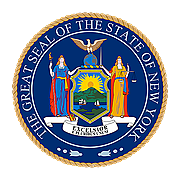 THE GREAT SEAL OF THE STATE OF NEW YORK
EXCELSIOR